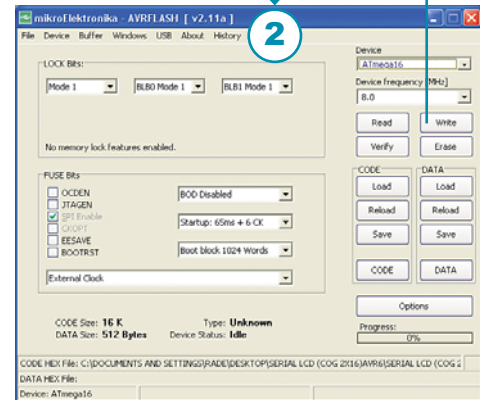 mikroElektronika - AVRFLASH [ v2.11a ]
File Device Buffer Windows USB About History
2
LOCK Bits:
Mode 1 BLB0 Mode 1 BLB1 Mode 1
No memory lock features enabled.
FUSE Bits
OCDEN
JTAGEN
SPI Enable
CKOPT
EESAVE
BOOTRST
BOD Disabled
Startup: 65ms + 6 CK
Boot block 1024 Words
External Clock
CODE Size: 16 K Type: Unknown
DATA Size: 512 Bytes Device Status: Idle
Device
ATmega16
Device frequency [MHz]
8.0
Read Write
Verify Erase
CODE DATA
Load Load
Reload Reload
Save Save
CODE DATA
Options
Progress:
0%
CODE HEX File: C:\DOCUMENTS AND SETTINGS\RADE\DESKTOP\SERIAL LCD (COG 2X16)AVR6\SERIAL LCD (COG 2
DATA HEX File:
Device: ATmega16